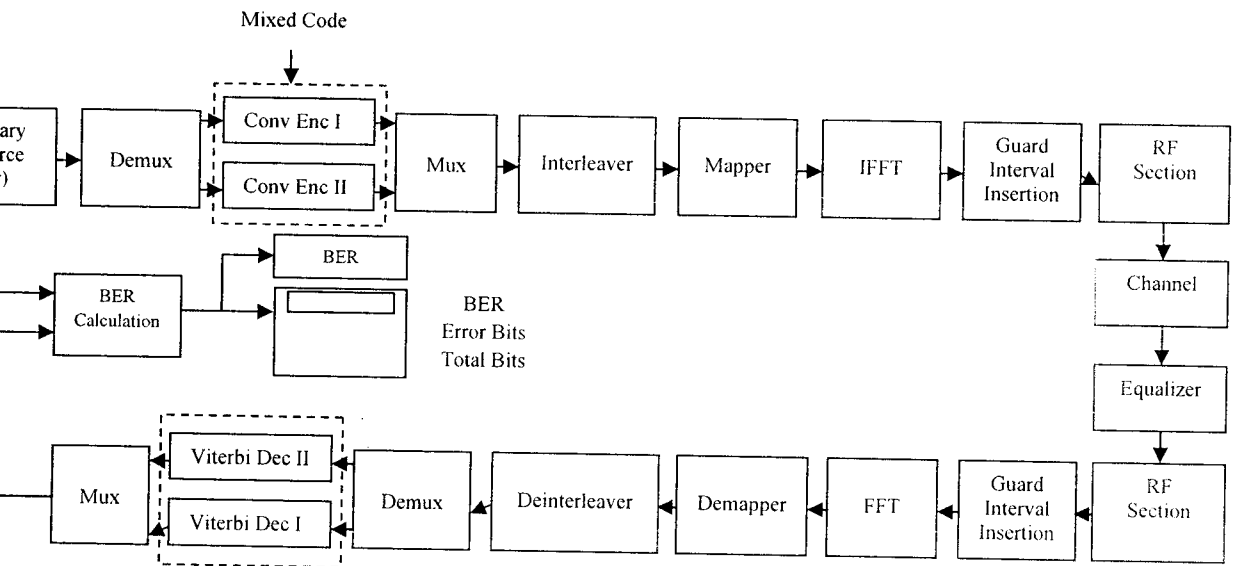 Mixed Code
ary
rce
)
Demux
Conv Enc I
Conv Enc II
Mux
Interleaver
Mapper
IFFT
Guard
Interval
Insertion
RF
Section
Channel
Equalizer
RF
Section
Guard
Interval
Insertion
FFT
Demapper
Deinterleaver
Demux
Viterbi Dec II
Viterbi Dec I
Mux
BER
Calculation
BER
BER
Error Bits
Total Bits